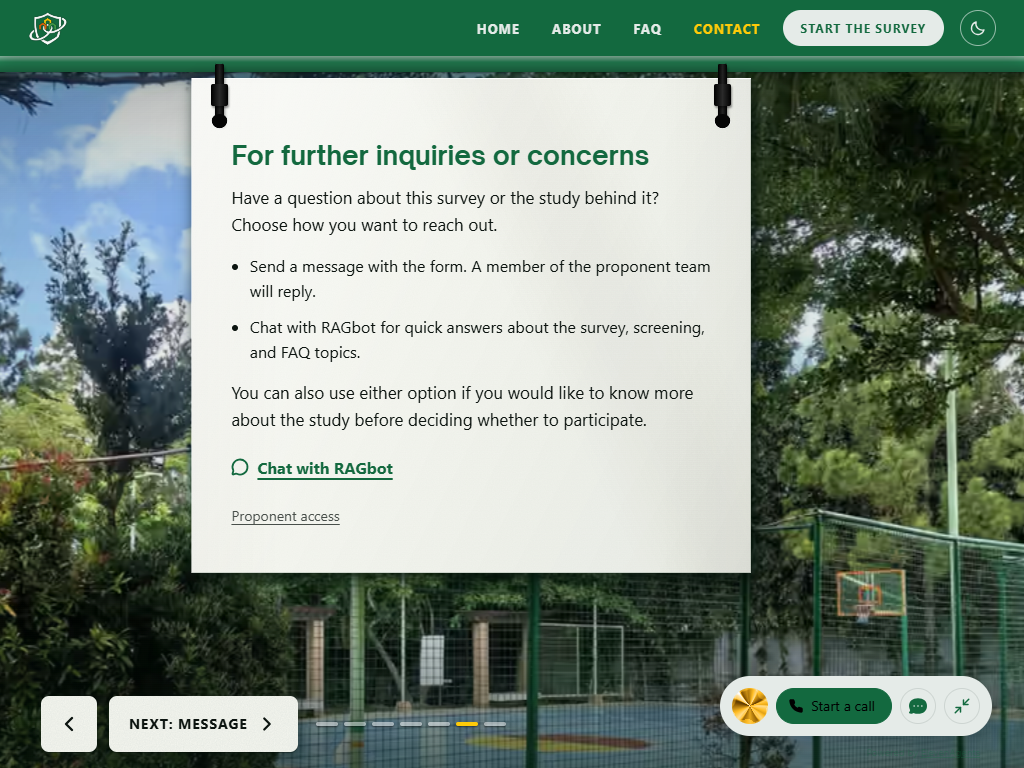 HOME
ABOUT
FAQ
CONTACT
START THE SURVEY
For further inquiries or concerns
Have a question about this survey or the study behind it?
Choose how you want to reach out.
Send a message with the form. A member of the proponent team
will reply.
Chat with RAGbot for quick answers about the survey, screening,
and FAQ topics.
You can also use either option if you would like to know more
about the study before deciding whether to participate.
Chat with RAGbot
Proponent access
NEXT: MESSAGE
Start a call